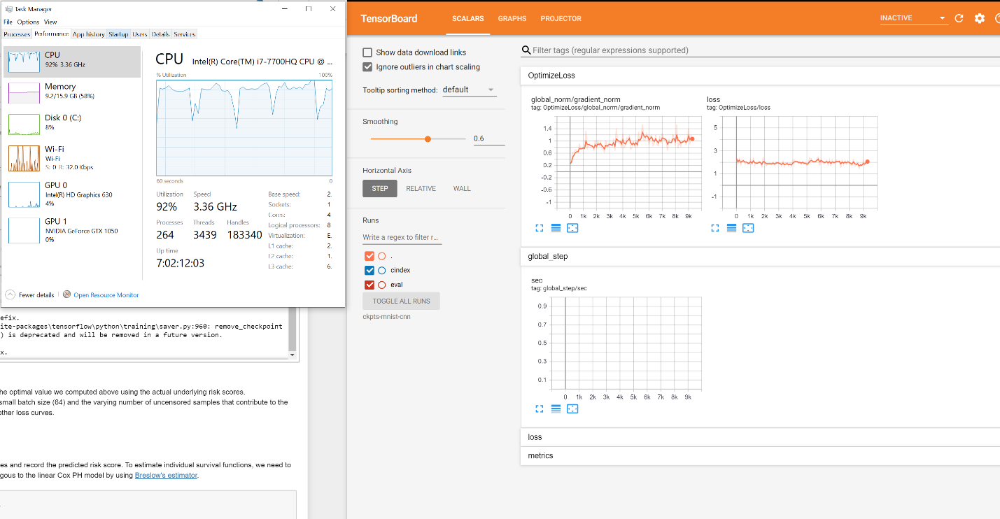 Task Manager
File Options View
Processes Performance App history Startup Users Details Services
CPU
92% 3.36 GHz
Memory
9.2/15.9 GB (58%)
Disk 0 (C:)
8%
Wi-Fi
Wi-Fi
S: 0 R: 32.0 Kbps
GPU 0
Intel(R) HD Graphics 630
4%
GPU 1
NVIDIA GeForce GTX 1050
0%
CPU Intel(R) Core(TM) i7-7700HQ CPU @ ...
% Utilization 100%
60 seconds 0
Utilization Speed
92% 3.36 GHz
Processes Threads Handles
264 3439 183340
Up time
7:02:12:03
Base speed: 2.
Sockets: 1
Cores: 4
Logical processors: 8
Virtualization: E.
L1 cache: 2.
L2 cache: 1.
L3 cache: 6.
Fewer details Open Resource Monitor
efix.
ite-packages\tensorflow\python\training\saver.py:960: remove_checkpoint
) is deprecated and will be removed in a future version.
x.
he optimal value we computed above using the actual underlying risk scores.
small batch size (64) and the varying number of uncensored samples that contribute to the
other loss curves.
es and record the predicted risk score. To estimate individual survival functions, we need to
gous to the linear Cox PH model by using Breslow's estimator.
TensorBoard SCALARS GRAPHS PROJECTOR INACTIVE
Show data download links
Ignore outliers in chart scaling
Tooltip sorting method: default
Smoothing
0.6
Horizontal Axis
STEP RELATIVE WALL
Runs
Write a regex to filter r...
.
cindex
eval
TOGGLE ALL RUNS
ckpts-mnist-cnn
Filter tags (regular expressions supported)
OptimizeLoss
global_norm/gradient_norm
tag: OptimizeLoss/global_norm/gradient_norm
1.4
1
0.6
0.2
-0.2
-0.6
-1
0 1k 2k 3k 4k 5k 6k 7k 8k 9k
loss
tag: OptimizeLoss/loss
5
3
1
-1
0 1k 2k 3k 4k 5k 6k 7k 8k 9k
global_step
sec
tag: global_step/sec
0.9
0.7
0.5
0.3
0.1
0 1k 2k 3k 4k 5k 6k 7k 8k 9k
loss
metrics